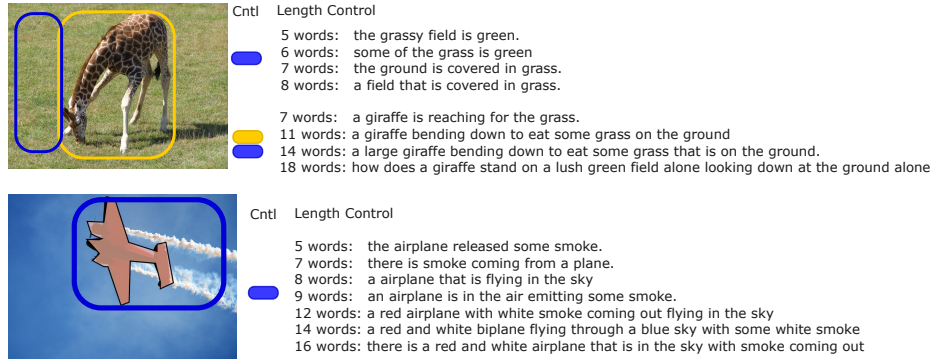 Cntl Length Control
5 words: the grassy field is green.
6 words: some of the grass is green
7 words: the ground is covered in grass.
8 words: a field that is covered in grass.
7 words: a giraffe is reaching for the grass.
11 words: a giraffe bending down to eat some grass on the ground
14 words: a large giraffe bending down to eat some grass that is on the ground.
18 words: how does a giraffe stand on a lush green field alone looking down at the ground alone
Cntl Length Control
5 words: the airplane released some smoke.
7 words: there is smoke coming from a plane.
8 words: a airplane that is flying in the sky
9 words: an airplane is in the air emitting some smoke.
12 words: a red airplane with white smoke coming out flying in the sky
14 words: a red and white biplane flying through a blue sky with some white smoke
16 words: there is a red and white airplane that is in the sky with smoke coming out